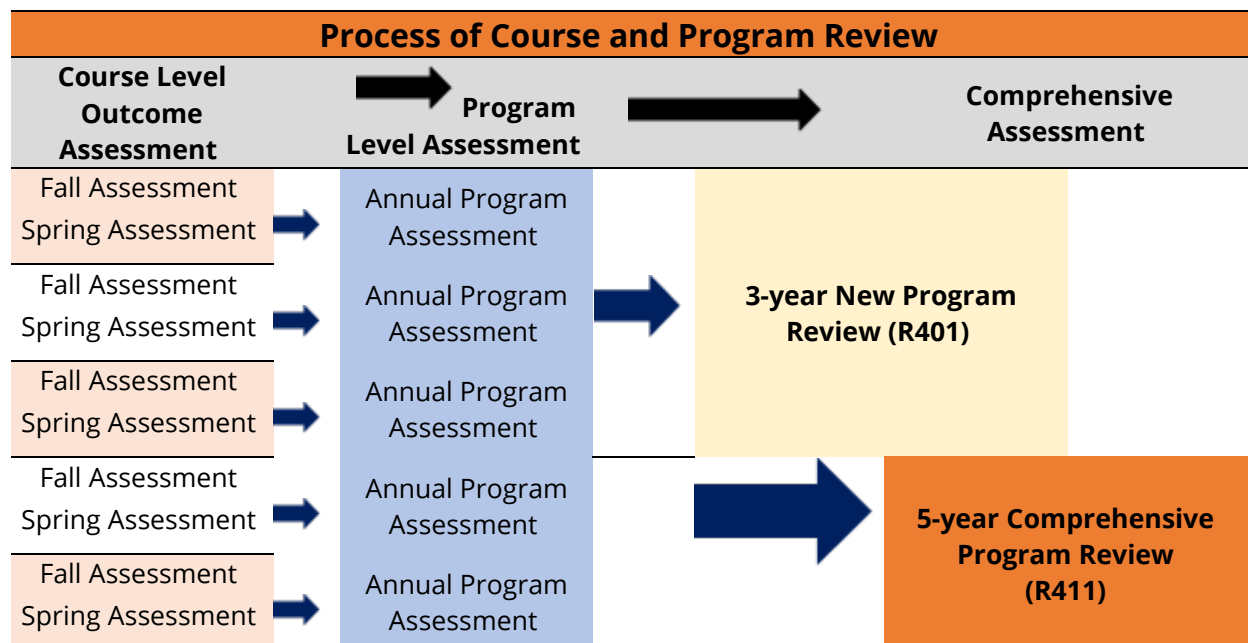 Process of Course and Program Review
Course Level
Outcome
Assessment
Program
Level Assessment
Comprehensive
Assessment
Fall Assessment
Spring Assessment
Annual Program
Assessment
Fall Assessment
Spring Assessment
Annual Program
Assessment
3-year New Program
Review (R401)
Fall Assessment
Spring Assessment
Annual Program
Assessment
Fall Assessment
Spring Assessment
Annual Program
Assessment
5-year Comprehensive
Program Review
(R411)
Fall Assessment
Spring Assessment
Annual Program
Assessment